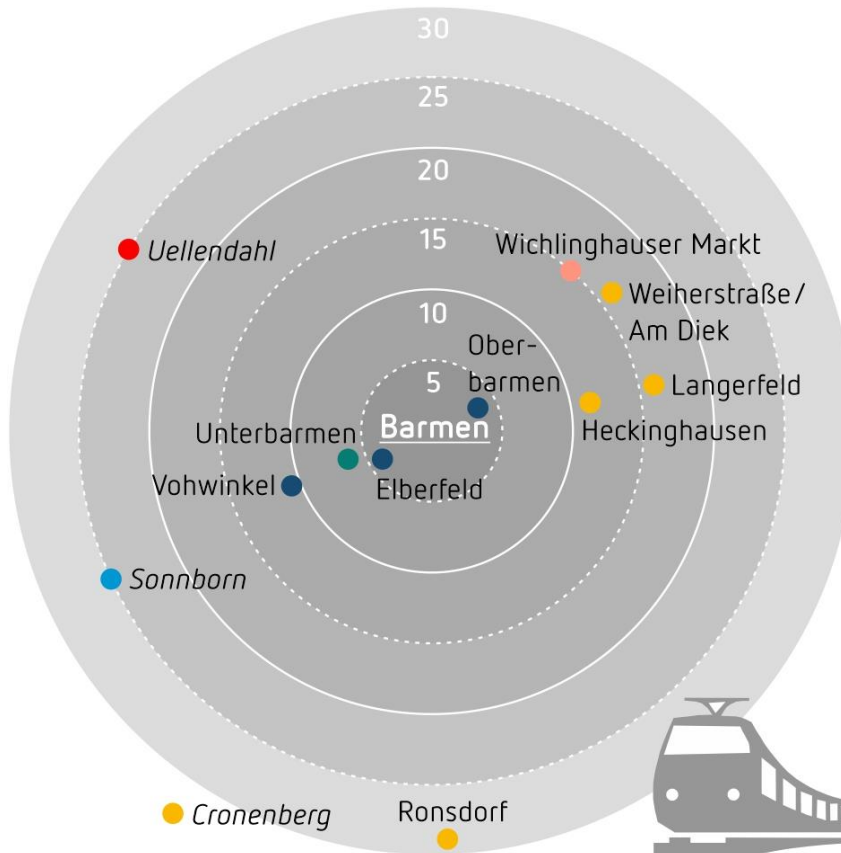 30
25
20
15
10
5
Uellendahl
Wichlinghauser Markt
Weiherstraße/
Am Diek
Ober-
barmen
Langerfeld
Heckinghausen
Barmen
Unterbarmen
Elberfeld
Vohwinkel
Sonnborn
Cronenberg
Ronsdorf